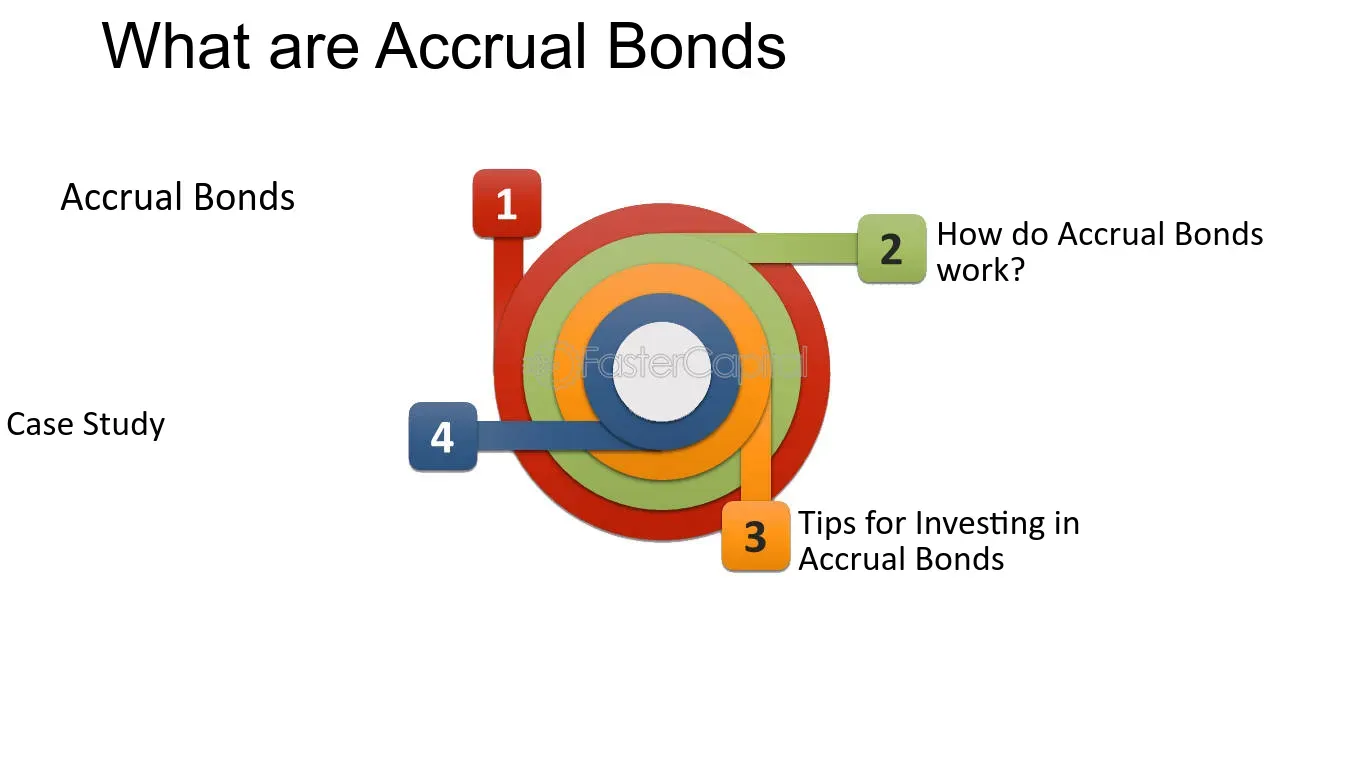 What are Accrual Bonds
Accrual Bonds
1
2
How do Accrual Bonds
work?
FasterCapital
Case Study
4
3
Tips for Investing in
Accrual Bonds